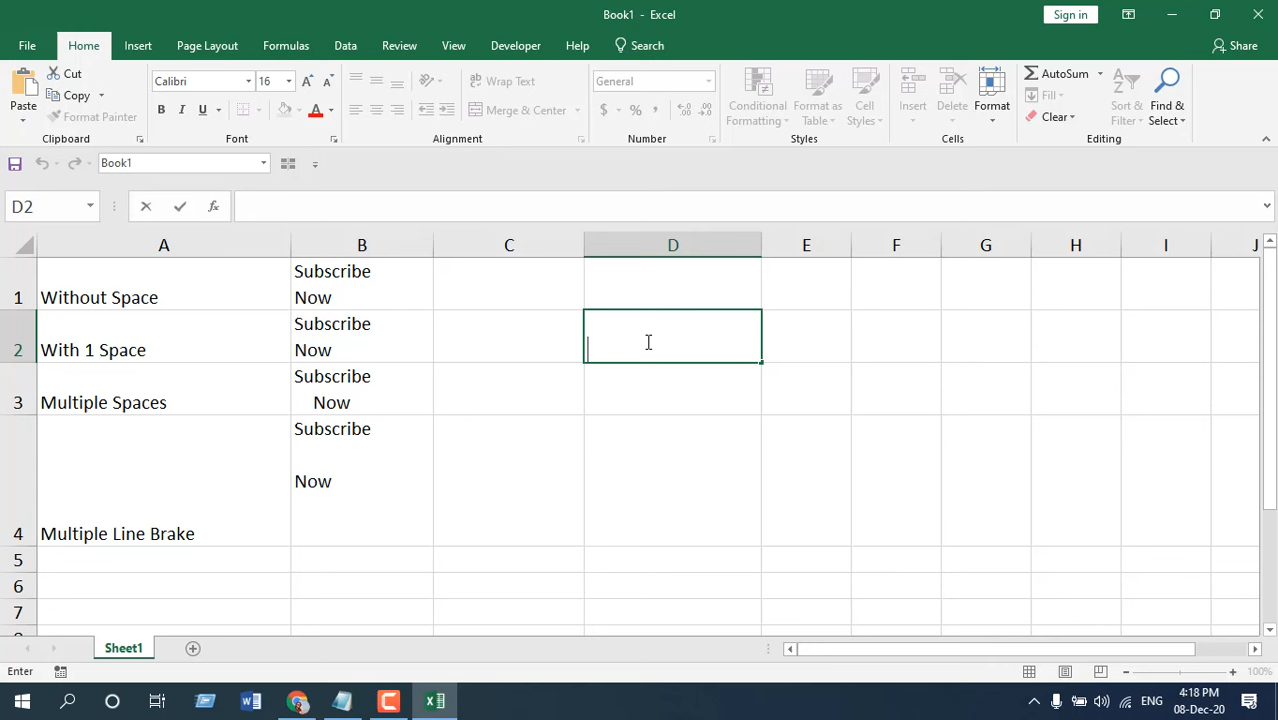 Book1 - Excel
Sign in
File Home Insert Page Layout Formulas Data Review View Developer Help Search Share
Paste
Cut
Copy
Format Painter
Clipboard
Calibri 16
B I U
Font
Wrap Text
Merge & Center
Alignment
General
$ % ,
Number
Conditional Formatting
Format as Table
Cell Styles
Styles
Insert
Delete
Format
Cells
AutoSum
Fill
Clear
Sort & Filter
Find & Select
Editing
Book1
D2
fx
A B C D E F G H I J
1 Without Space
Subscribe
Now
2 With 1 Space
Subscribe
Now
3 Multiple Spaces
Subscribe
Now
4 Multiple Line Brake
Subscribe
Now
5
6
7
Sheet1
Enter
100%
ENG
4:18 PM
08-Dec-20